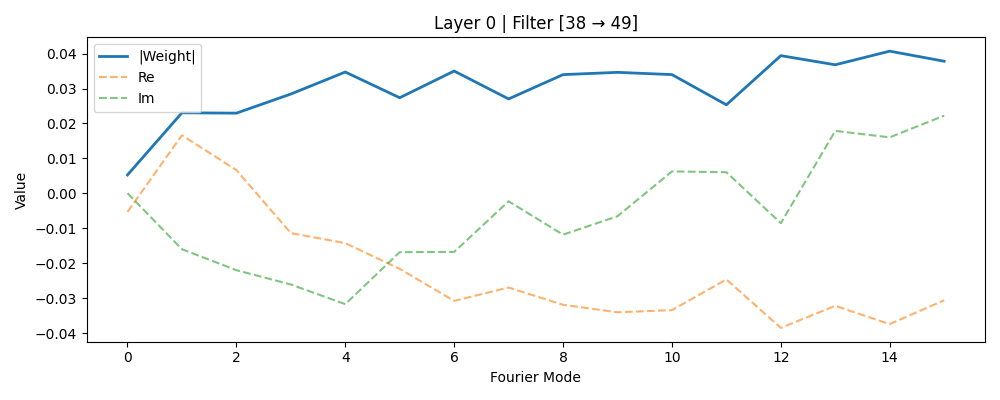 Layer 0 | Filter [38 → 49]
|Weight|
Re
Im
0.04
0.03
0.02
0.01
0.00
−0.01
−0.02
−0.03
−0.04
Value
0 2 4 6 8 10 12 14
Fourier Mode